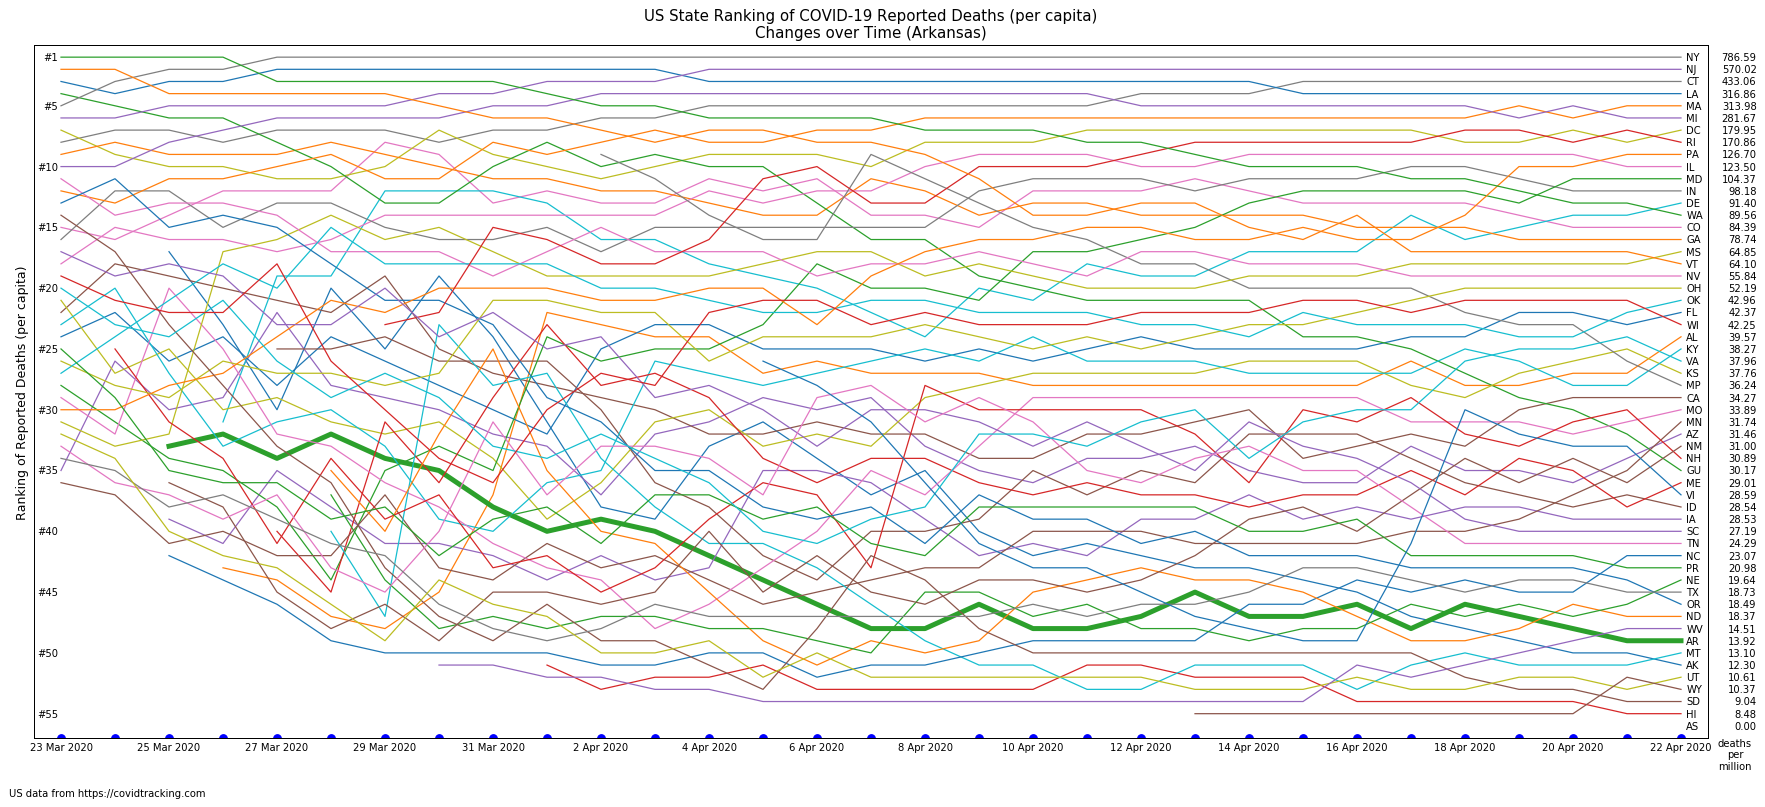 US State Ranking of COVID-19 Reported Deaths (per capita)
Changes over Time (Arkansas)
Ranking of Reported Deaths (per capita)
#1
#5
#10
#15
#20
#25
#30
#35
#40
#45
#50
#55
NY 786.59
NJ 570.02
CT 433.06
LA 316.86
MA 313.98
MI 281.67
DC 179.95
RI 170.86
PA 126.70
IL 123.50
MD 104.37
IN 98.18
DE 91.40
WA 89.56
CO 84.39
GA 78.74
MS 64.85
VT 64.10
NV 55.84
OH 52.19
OK 42.96
FL 42.37
WI 42.25
AL 39.57
KY 38.27
VA 37.96
KS 37.76
MP 36.24
CA 34.27
MO 33.89
MN 31.74
AZ 31.46
NM 31.00
NH 30.89
GU 30.17
ME 29.01
VI 28.59
ID 28.54
IA 28.53
SC 27.19
TN 24.29
NC 23.07
PR 20.98
NE 19.64
TX 18.73
OR 18.49
ND 18.37
WV 14.51
AR 13.92
MT 13.10
AK 12.30
UT 10.61
WY 10.37
SD 9.04
HI 8.48
AS 0.00
23 Mar 2020 25 Mar 2020 27 Mar 2020 29 Mar 2020 31 Mar 2020 2 Apr 2020 4 Apr 2020 6 Apr 2020 8 Apr 2020 10 Apr 2020 12 Apr 2020 14 Apr 2020 16 Apr 2020 18 Apr 2020 20 Apr 2020 22 Apr 2020
deaths
per
million
US data from https://covidtracking.com